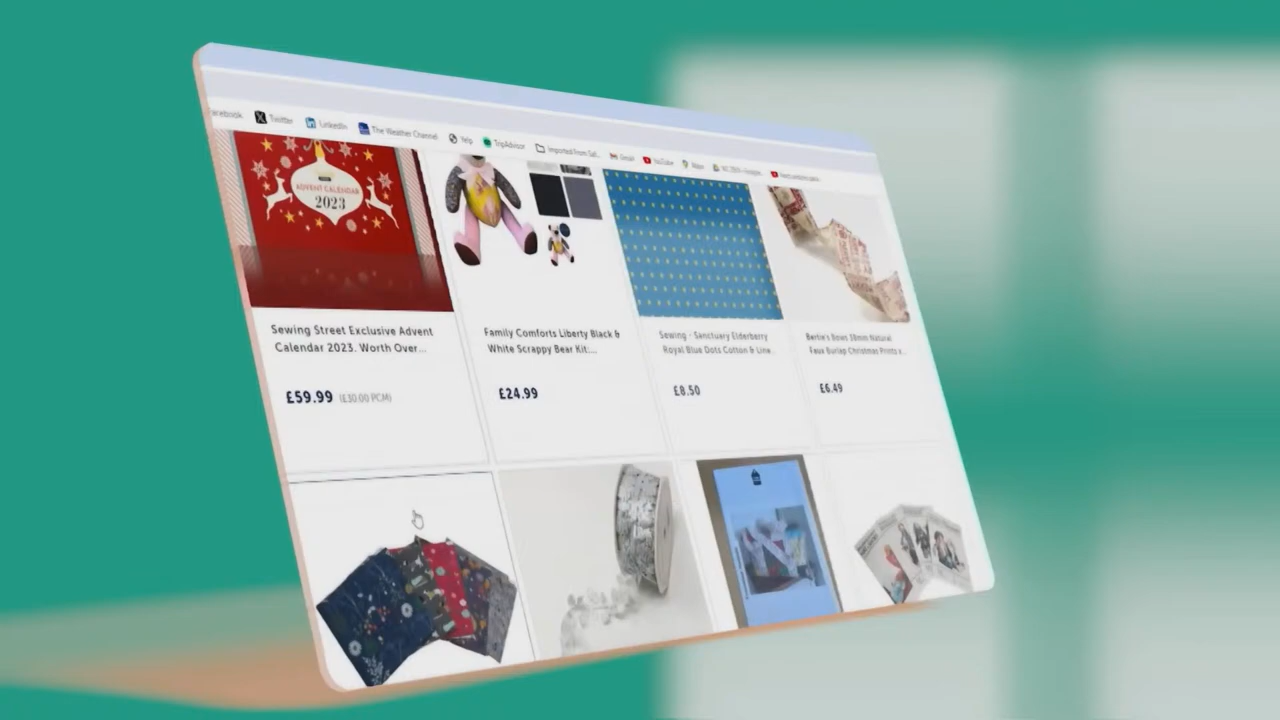 acebook Twitter LinkedIn The Weather Channel Yelp TripAdvisor Imported From Saf... Gmail YouTube Maps
ADVENT CALENDAR
2023
Sewing Street Exclusive Advent
Calendar 2023. Worth Over...
£59.99 (£30.00 PCM)
Family Comforts Liberty Black &
White Scrappy Bear Kit:...
£24.99
Sewing - Sanctuary Elderberry
Royal Blue Dots Cotton & Line
£8.50
Bertie's Bows 38mm Natural
Faux Burlap Christmas Prints x...
£6.49